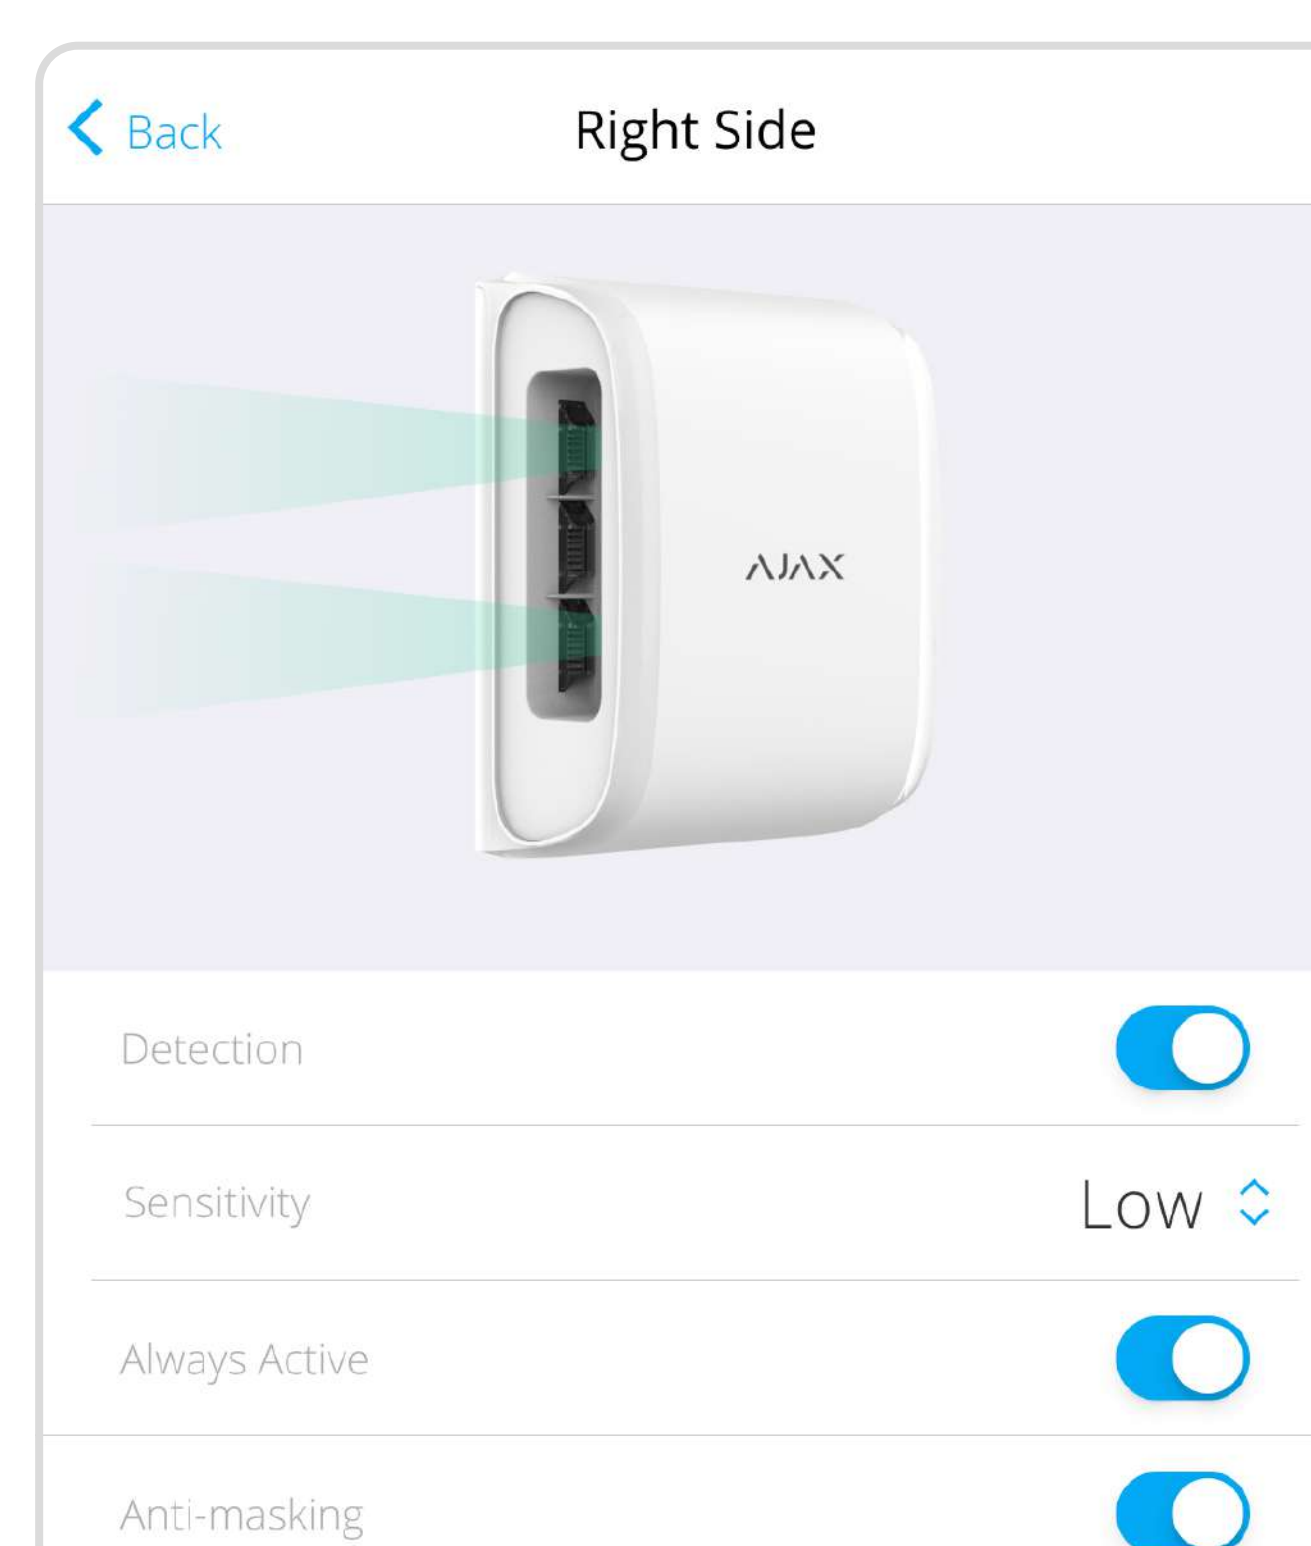 Back
Right Side
AJAX
Detection
Sensitivity
Low
Always Active
Anti-masking